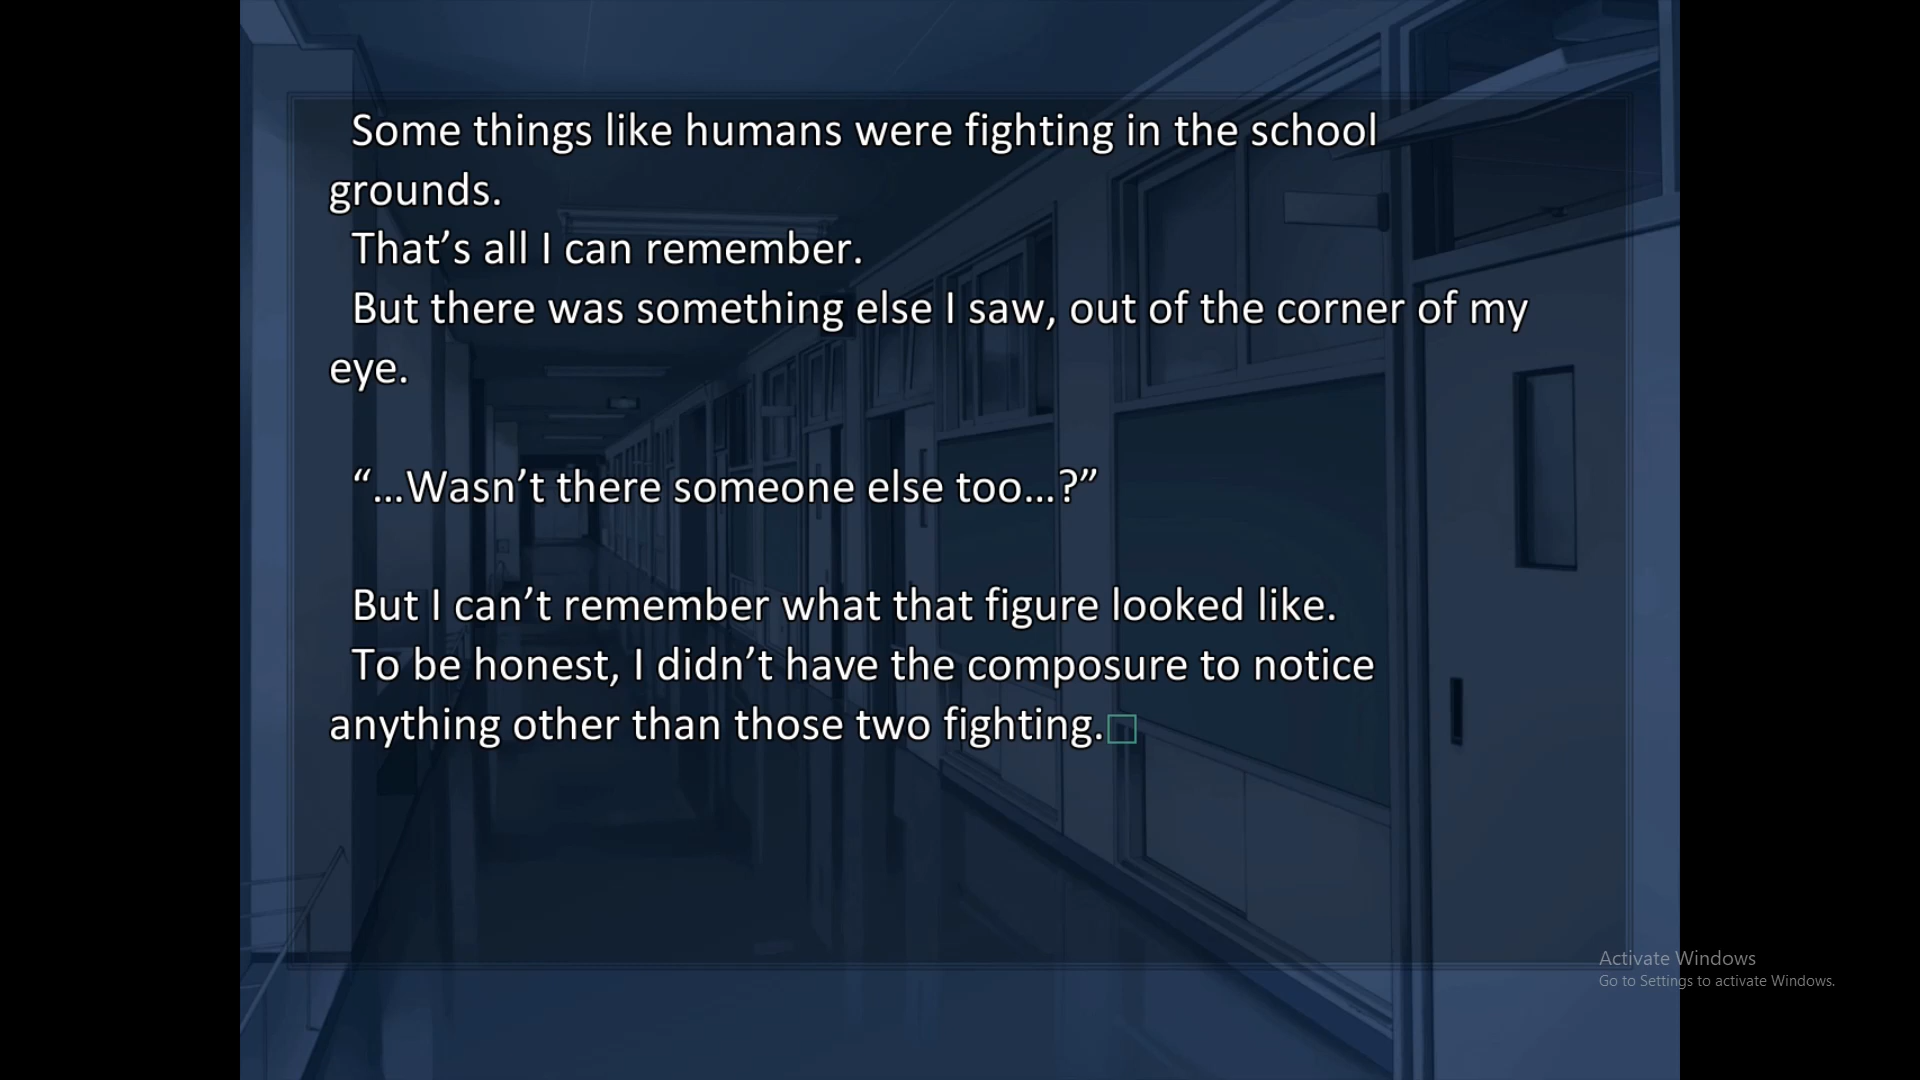 Some things like humans were fighting in the school
grounds.
That’s all I can remember.
But there was something else I saw, out of the corner of my
eye.
“…Wasn’t there someone else too…?”
But I can’t remember what that figure looked like.
To be honest, I didn’t have the composure to notice
anything other than those two fighting.
Activate Windows
Go to Settings to activate Windows.